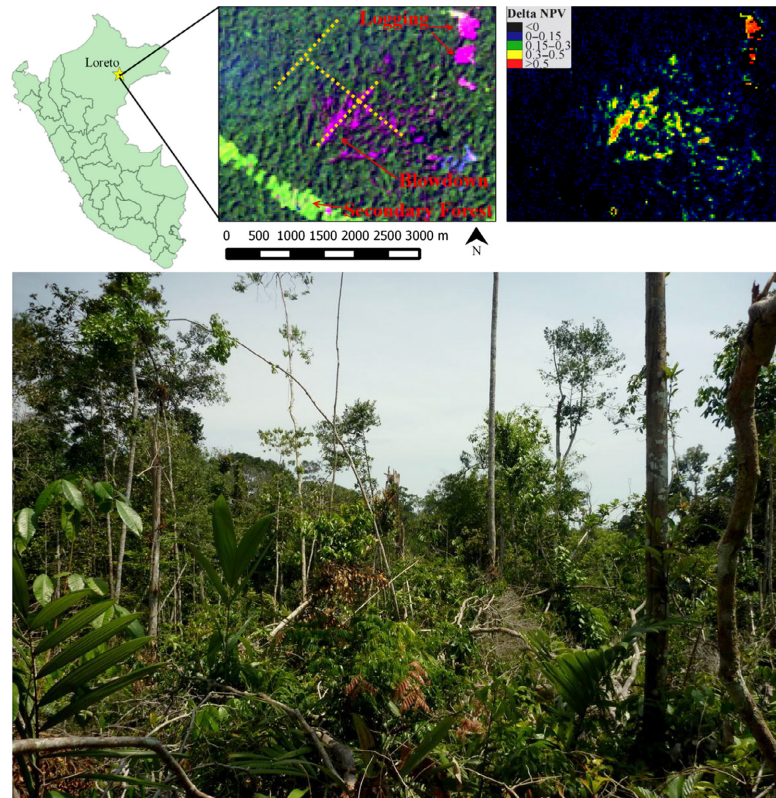 Loreto
Logging
Blowdown
Secondary Forest
0 500 1000 1500 2000 3000 m
N
Delta NPV
<0
0–0.15
0.15–0.3
0.3–0.5
>0.5